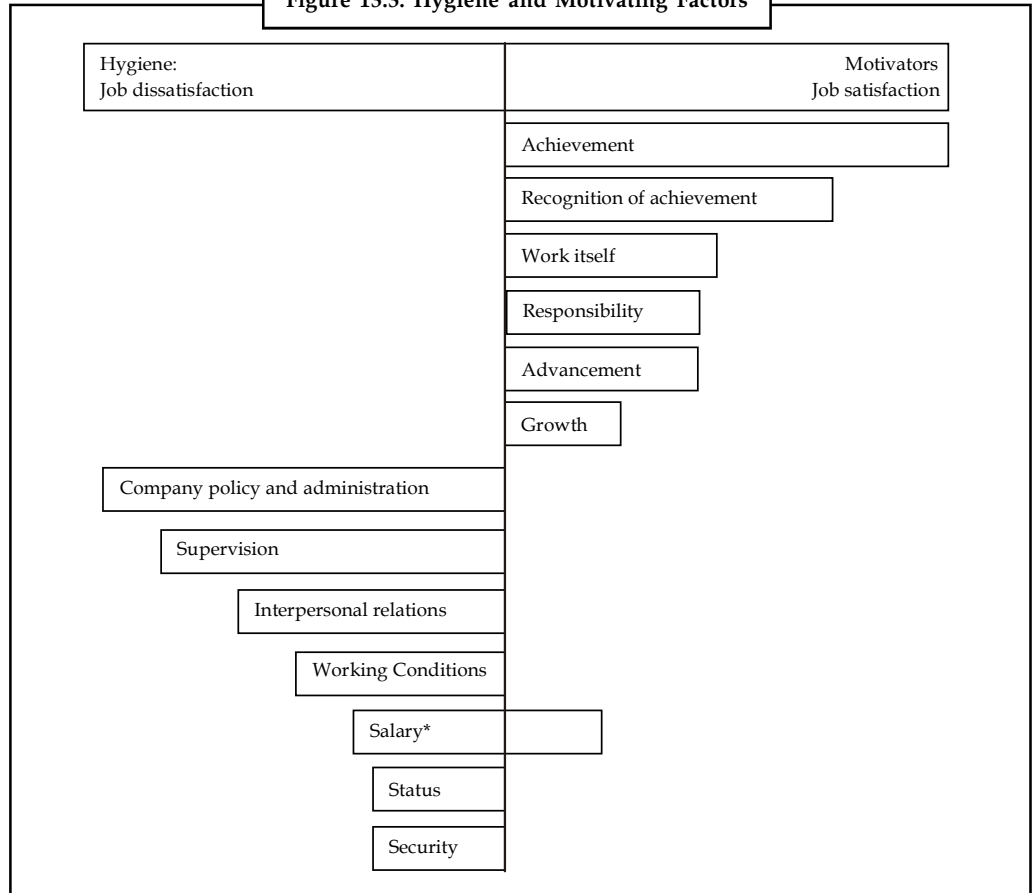 Figure 13.3: Hygiene and Motivating Factors
Hygiene:
Job dissatisfaction
Motivators
Job satisfaction
Achievement
Recognition of achievement
Work itself
Responsibility
Advancement
Growth
Company policy and administration
Supervision
Interpersonal relations
Working Conditions
Salary*
Status
Security